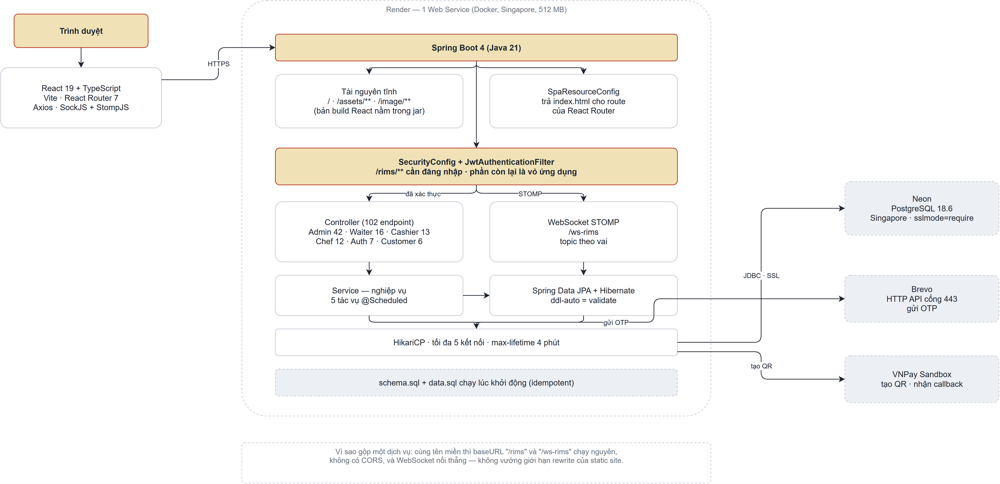 Render — 1 Web Service (Docker, Singapore, 512 MB)
Trình duyệt
React 19 + TypeScript
Vite · React Router 7
Axios · SockJS + StompJS
HTTPS
Spring Boot 4 (Java 21)
Tài nguyên tĩnh
/ · /assets/** · /image/**
(bản build React nằm trong jar)
SpaResourceConfig
trả index.html cho route
của React Router
SecurityConfig + JwtAuthenticationFilter
/rims/** cần đăng nhập · phần còn lại là vỏ ứng dụng
đã xác thực
STOMP
Controller (102 endpoint)
Admin 42 · Waiter 16 · Cashier 13
Chef 12 · Auth 7 · Customer 6
WebSocket STOMP
/ws-rims
topic theo vai
Service — nghiệp vụ
5 tác vụ @Scheduled
Spring Data JPA + Hibernate
ddl-auto = validate
gửi OTP
HikariCP · tối đa 5 kết nối · max-lifetime 4 phút
schema.sql + data.sql chạy lúc khởi động (idempotent)
JDBC · SSL
tạo QR
Neon
PostgreSQL 18.6
Singapore · sslmode=require
Brevo
HTTP API cổng 443
gửi OTP
VNPay Sandbox
tạo QR · nhận callback
Vì sao gộp một dịch vụ: cùng tên miền thì baseURL "/rims" và "/ws-rims" chạy nguyên,
không có CORS, và WebSocket nối thẳng — không vướng giới hạn rewrite của static site.